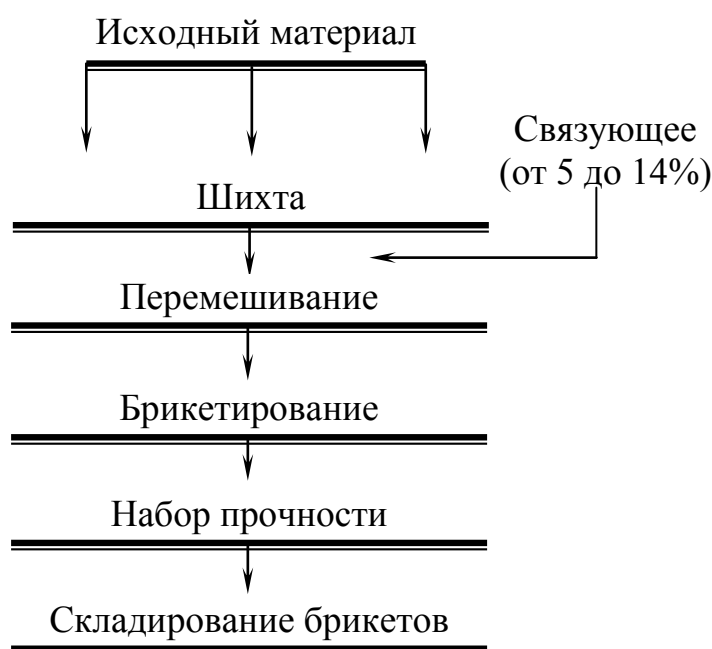 Исходный материал
Связующее
(от 5 до 14%)
Шихта
Перемешивание
Брикетирование
Набор прочности
Складирование брикетов